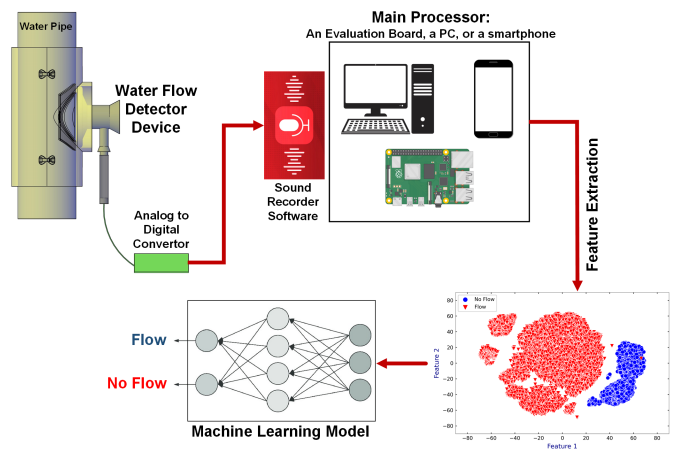 Water Pipe
Water Flow
Detector
Device
Analog to
Digital
Convertor
Sound
Recorder
Software
Main Processor:
An Evaluation Board, a PC, or a smartphone
Feature Extraction
No Flow
Flow
80
60
40
20
0
−20
−40
−60
−80
Feature 2
−80
−60
−40
−20
0
20
40
60
80
Feature 1
Flow
No Flow
Machine Learning Model